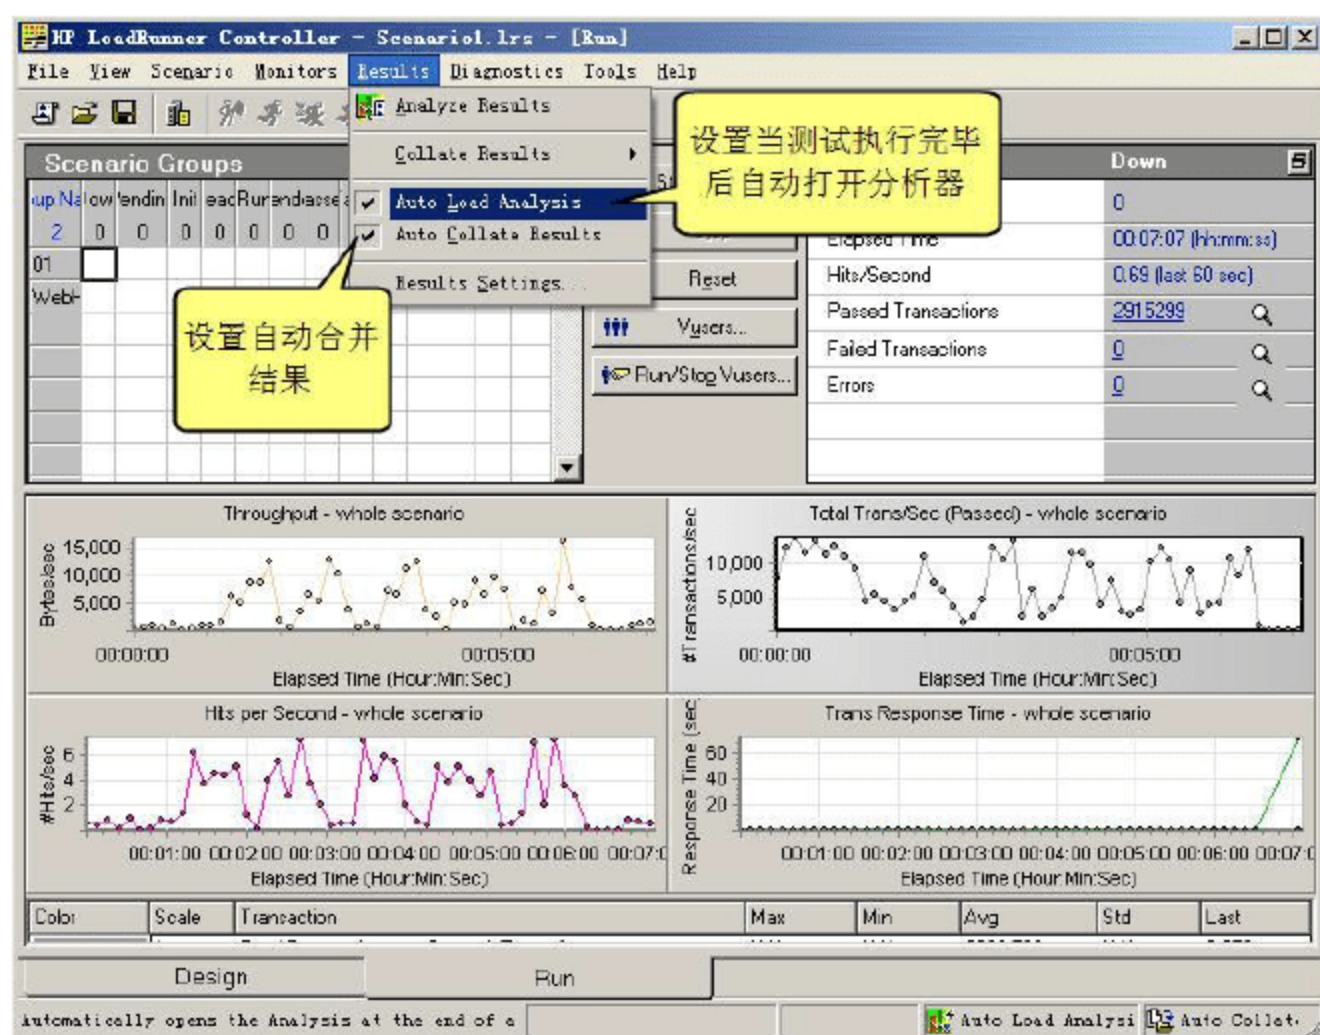 HP LoadRunner Controller - Scenario1.lrs - [Run]
File View Scenario Monitors Results Diagnostics Tools Help
Analyze Results
Collate Results
Auto Load Analysis
Auto Collate Results
Results Settings...
设置当测试执行完毕
后自动打开分析器
设置自动合并
结果
Scenario Groups
2 0 0 0 0 0 0 0
01
Reset
Vusers...
Run/Stop Vusers...
Down
0
Elapsed Time 00:07:07 (hh:mm:ss)
Hits/Second 0.69 (last 60 sec)
Passed Transactions 2915299
Failed Transactions 0
Errors 0
Throughput - whole scenario
Bytes/sec
15,000
10,000
5,000
00:00:00 00:05:00
Elapsed Time (Hour:Min:Sec)
Total Trans/Sec (Passed) - whole scenario
#Transactions/sec
10,000
5,000
00:00:00 00:05:00
Elapsed Time (Hour:Min:Sec)
Hits per Second - whole scenario
#Hits/sec
6
4
2
00:01:00 00:02:00 00:03:00 00:04:00 00:05:00 00:06:00 00:07:0
Elapsed Time (Hour:Min:Sec)
Trans Response Time - whole scenario
Response Time (sec)
60
40
20
00:01:00 00:02:00 00:03:00 00:04:00 00:05:00 00:06:00 00:07:0
Elapsed Time (Hour:Min:Sec)
Color Scale Transaction Max Min Avg Std Last
Design Run
Automatically opens the Analysis at the end of a
Auto Load Analysi Auto Collat